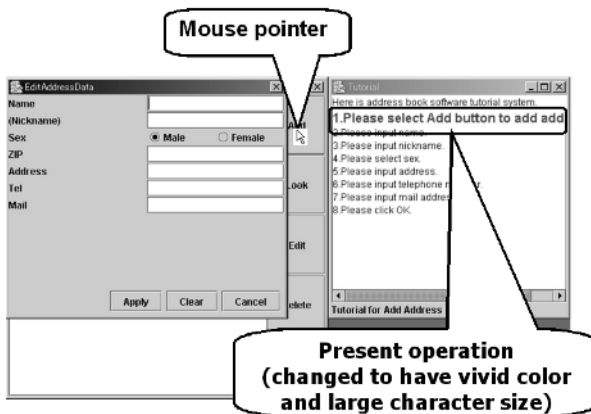 Mouse pointer
EditAddressData
Name
(Nickname)
Sex
Male
Female
ZIP
Address
Tel
Mail
Apply
Clear
Cancel
Look
Edit
Tutorial
Here is address book software tutorial system.
1.Please select Add button to add add
2.Please input name.
3.Please input nickname.
4.Please select sex.
5.Please input address.
6.Please input telephone
7.Please input mail
8.Please click OK.
Tutorial for Add Address
Present operation
(changed to have vivid color
and large character size)